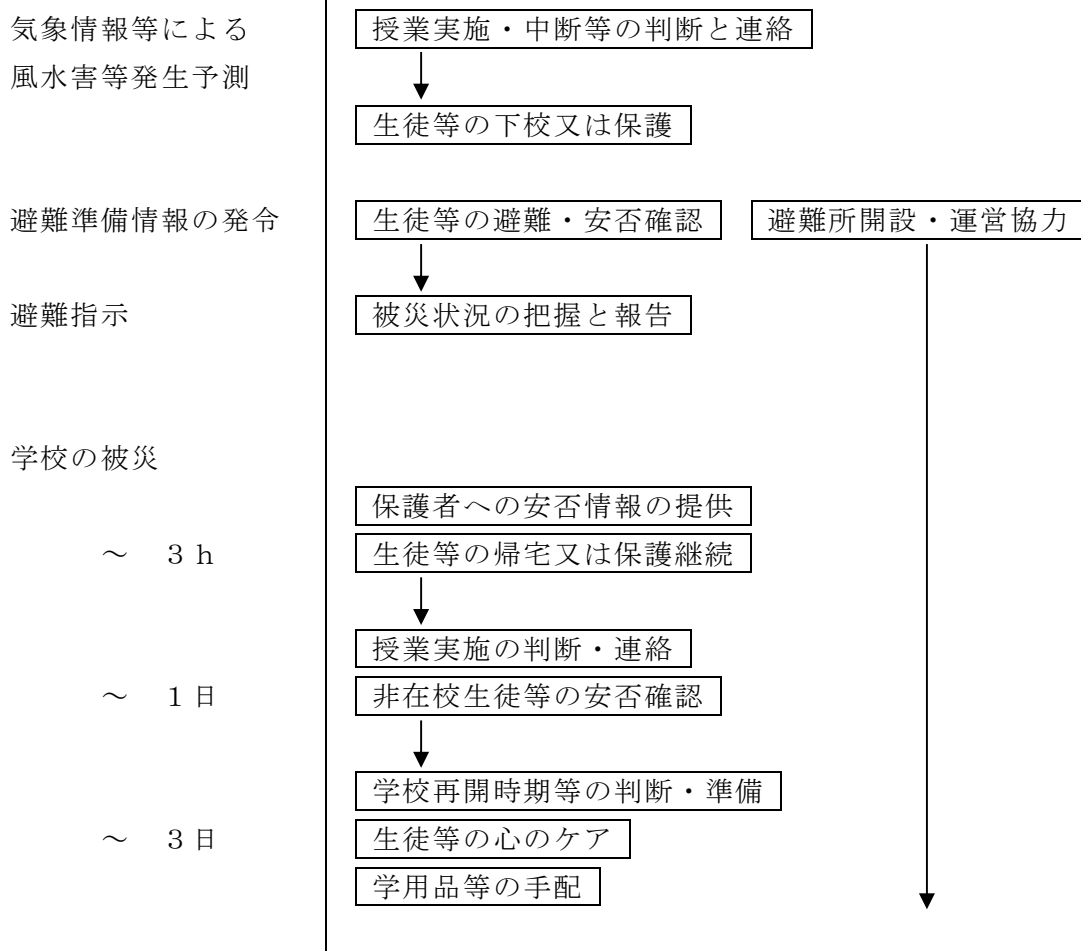 気象情報等による
風水害等発生予測
授業実施・中断等の判断と連絡
生徒等の下校又は保護
避難準備情報の発令
生徒等の避難・安否確認
避難所開設・運営協力
避難指示
被災状況の把握と報告
学校の被災
保護者への安否情報の提供
～ 3h
生徒等の帰宅又は保護継続
授業実施の判断・連絡
～ 1日
非在校生徒等の安否確認
学校再開時期等の判断・準備
～ 3日
生徒等の心のケア
学用品等の手配